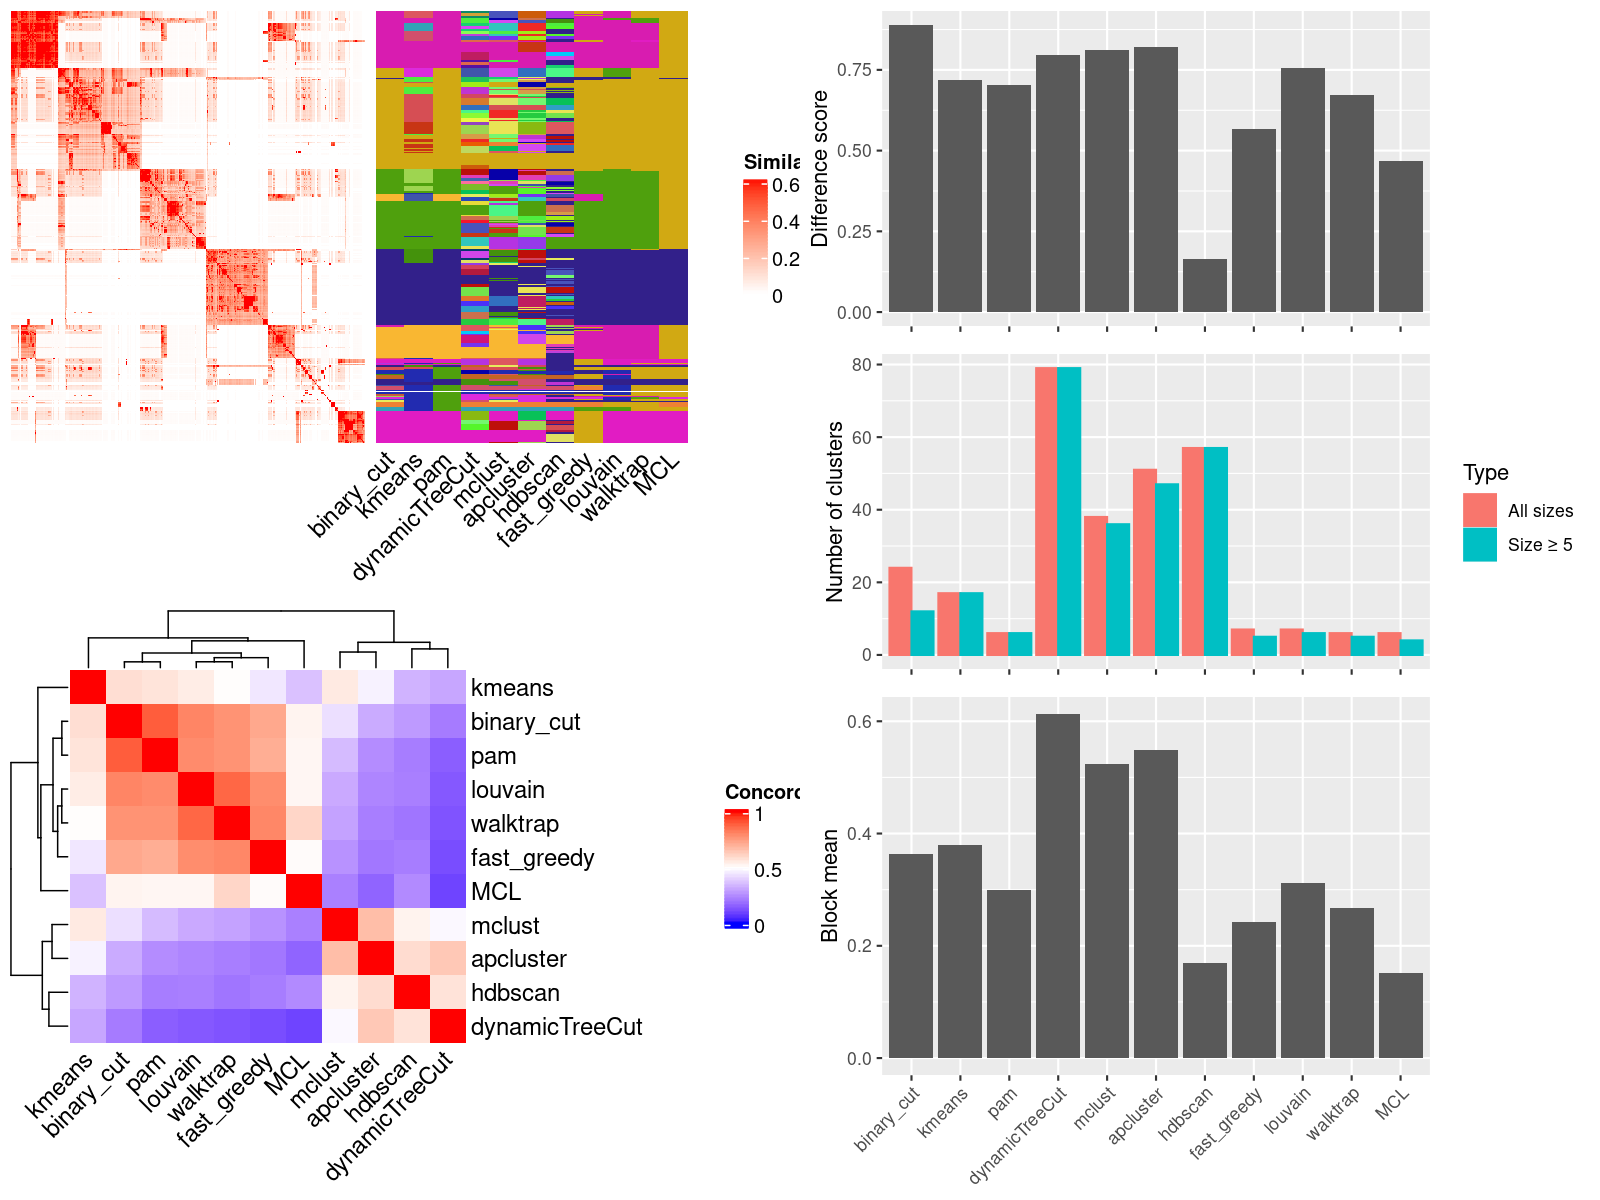 Simila
0.6
0.4
0.2
0
binary_cut
kmeans
pam
dynamicTreeCut
mclust
apcluster
hdbscan
fast_greedy
louvain
walktrap
MCL
kmeans
binary_cut
pam
louvain
walktrap
fast_greedy
MCL
mclust
apcluster
hdbscan
dynamicTreeCut
kmeans
binary_cut
pam
louvain
walktrap
fast_greedy
MCL
mclust
apcluster
hdbscan
dynamicTreeCut
Concord
1
0.5
0
Difference score
0.75
0.50
0.25
0.00
Number of clusters
80
60
40
20
0
Type
All sizes
Size ≥ 5
Block mean
0.6
0.4
0.2
0.0
binary_cut
kmeans
pam
dynamicTreeCut
mclust
apcluster
hdbscan
fast_greedy
louvain
walktrap
MCL